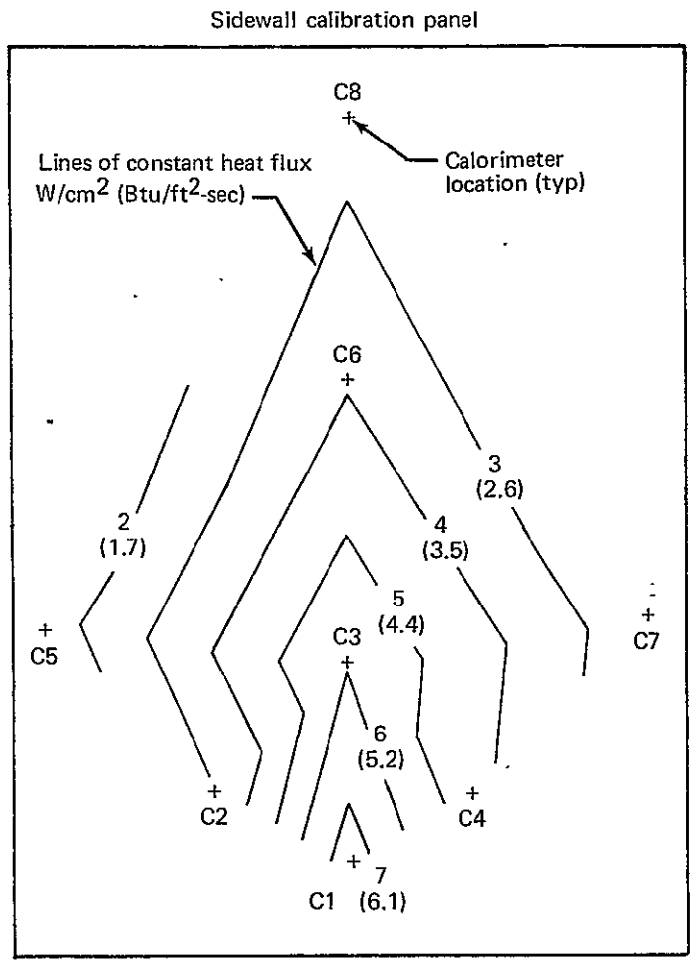 Sidewall calibration panel
C8
+
Lines of constant heat flux
W/cm² (Btu/ft²-sec)
Calorimeter
location (typ)
C6
+
3
(2.6)
2
(1.7)
4
(3.5)
5
(4.4)
+
C5
C3
+
+
C7
6
(5.2)
+
C2
+
C4
+
7
C1 (6.1)